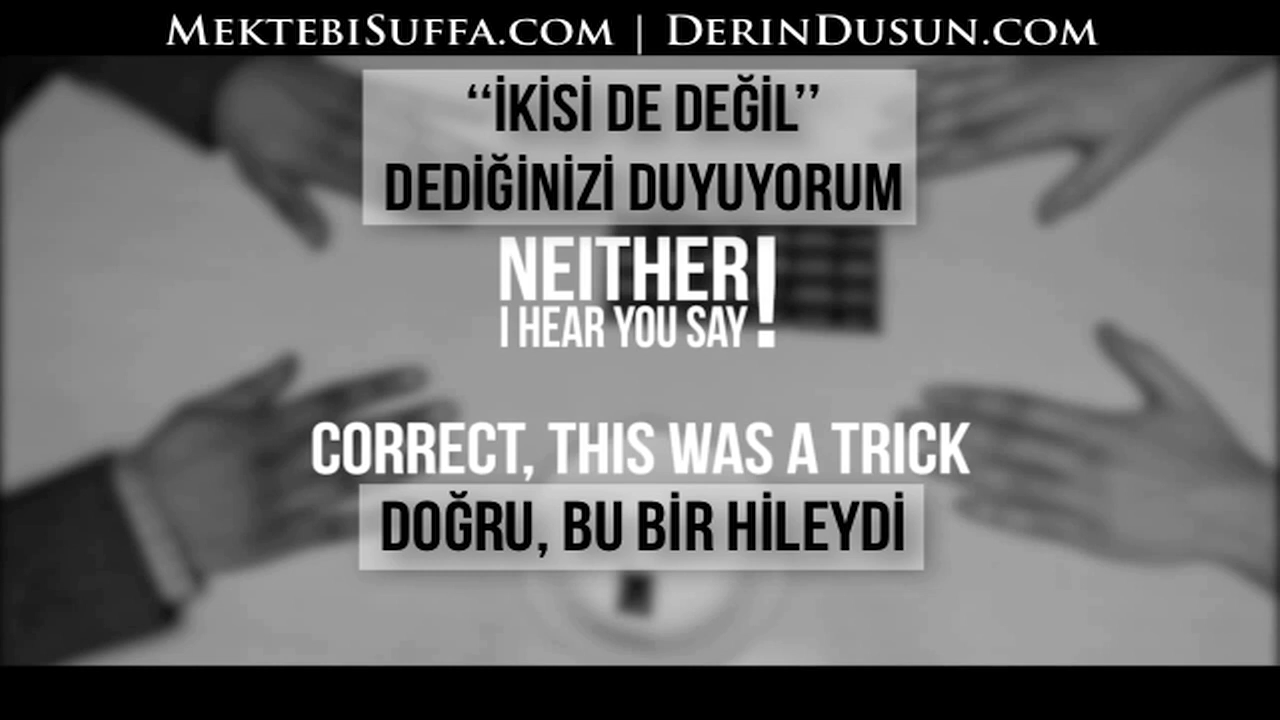 MEKTEBISUFFA.COM | DERINDUSUN.COM
“İKİSİ DE DEĞİL”
DEDİĞİNİZİ DUYUYORUM
NEITHER!
I HEAR YOU SAY
CORRECT, THIS WAS A TRICK
DOĞRU, BU BİR HİLEYDİ